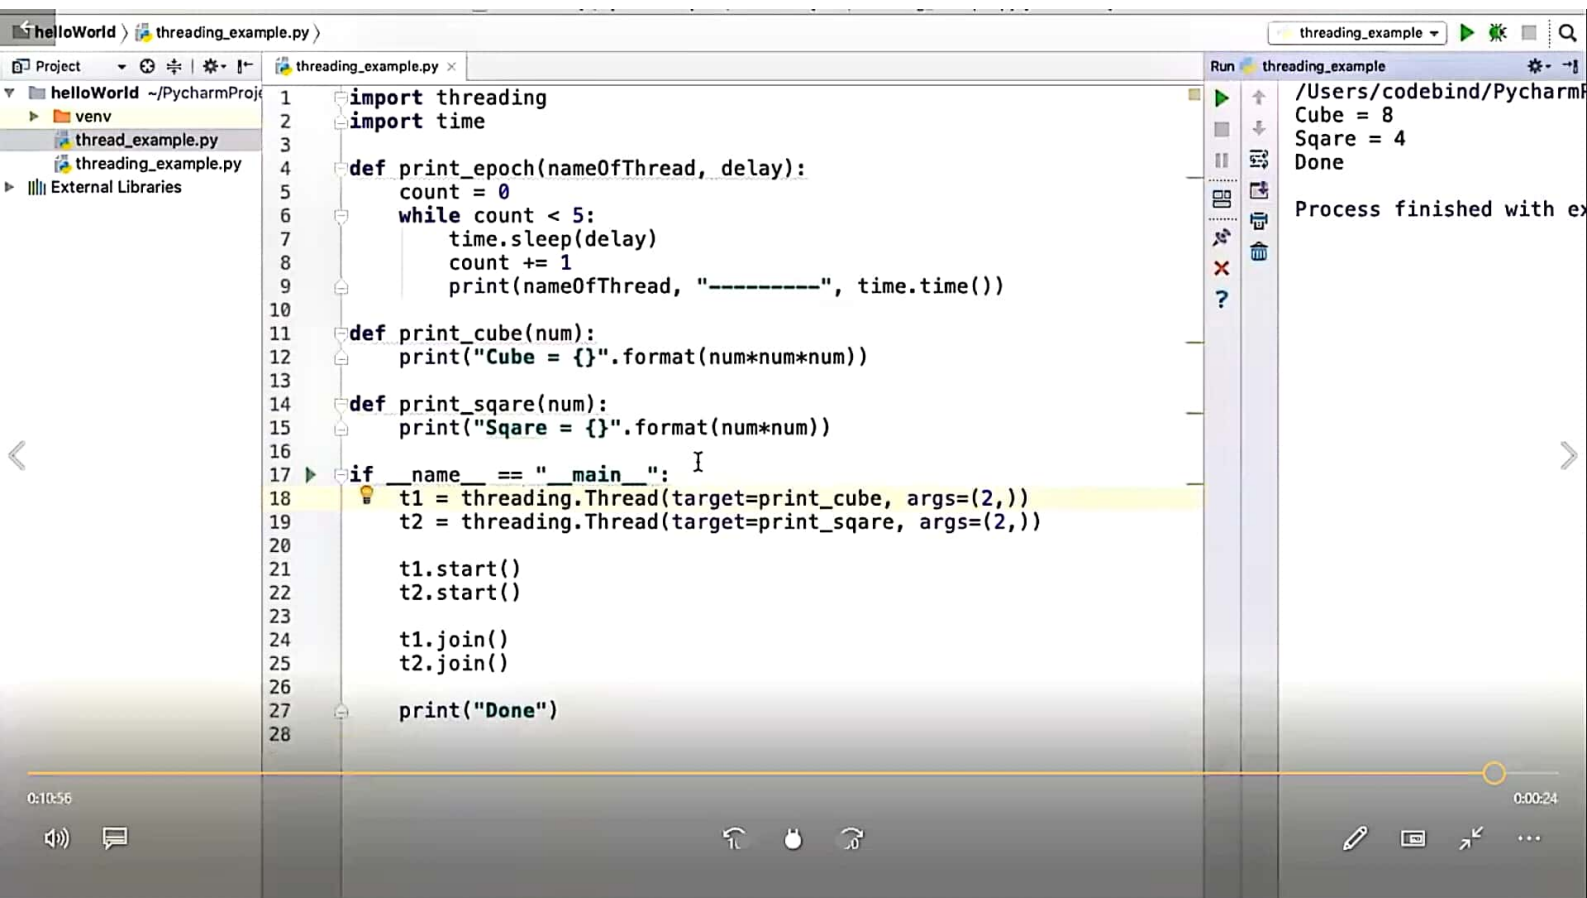 helloWorld threading_example.py
threading_example
Project
threading_example.py
Run threading_example
helloWorld ~/PycharmProj
venv
thread_example.py
threading_example.py
External Libraries
1 import threading
2 import time
3
4 def print_epoch(nameOfThread, delay):
5 count = 0
6 while count < 5:
7 time.sleep(delay)
8 count += 1
9 print(nameOfThread, "---------", time.time())
10
11 def print_cube(num):
12 print("Cube = {}".format(num*num*num))
13
14 def print_sqare(num):
15 print("Sqare = {}".format(num*num))
16
17 if __name__ == "__main__":
18 t1 = threading.Thread(target=print_cube, args=(2,))
19 t2 = threading.Thread(target=print_sqare, args=(2,))
20
21 t1.start()
22 t2.start()
23
24 t1.join()
25 t2.join()
26
27 print("Done")
28
/Users/codebind/Pycharm
Cube = 8
Sqare = 4
Done
Process finished with ex
0:10:56
0:00:24